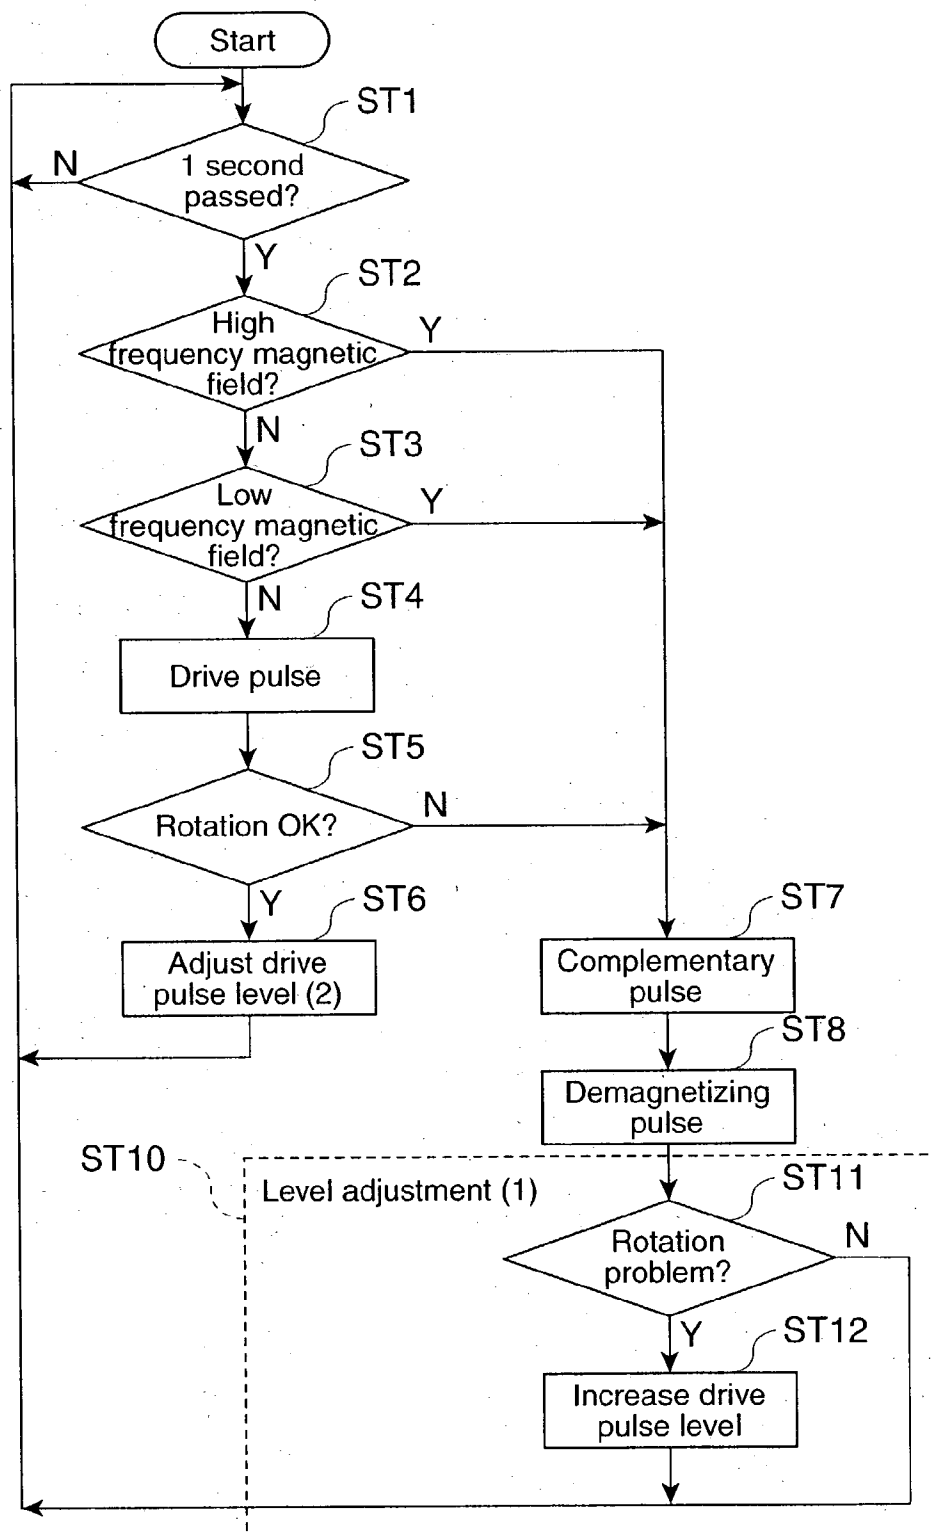 Start
ST1
1 second
passed?
N
Y
ST2
High
frequency magnetic
field?
Y
N
ST3
Low
frequency magnetic
field?
Y
N
ST4
Drive pulse
ST5
Rotation OK?
N
Y
ST6
Adjust drive
pulse level (2)
ST7
Complementary
pulse
ST8
Demagnetizing
pulse
ST10
Level adjustment (1)
ST11
Rotation
problem?
N
Y
ST12
Increase drive
pulse level